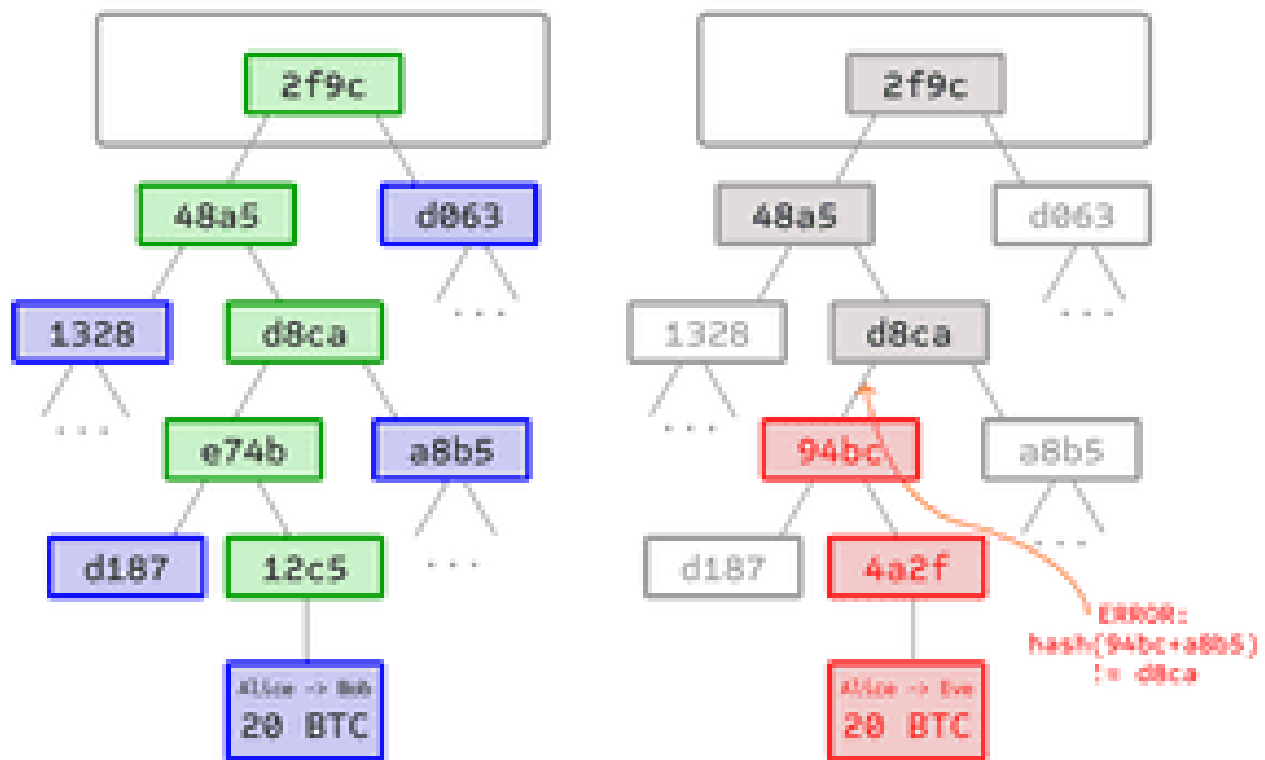 2f9c
48a5
d063
1328
d8ca
...
e74b
a8b5
...
d187
12c5
...
Alice -> Bob
20 BTC
2f9c
48a5
d063
1328
d8ca
...
94bc
a8b5
...
d187
4a2f
...
ERROR:
hash(94bc+a8b5)
!= d8ca
Alice -> Eve
20 BTC